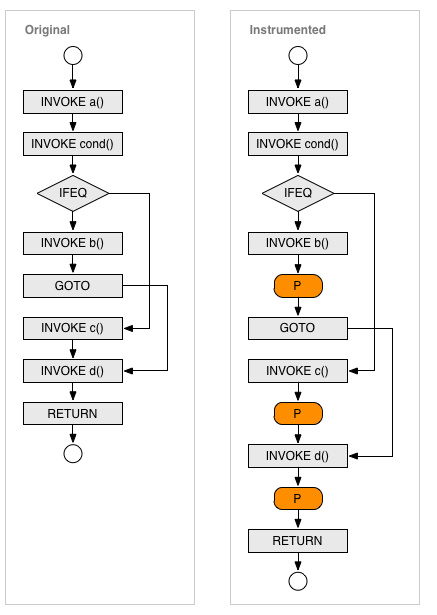 Original
INVOKE a()
INVOKE cond()
IFEQ
INVOKE b()
GOTO
INVOKE c()
INVOKE d()
RETURN
Instrumented
INVOKE a()
INVOKE cond()
IFEQ
INVOKE b()
P
GOTO
INVOKE c()
P
INVOKE d()
P
RETURN